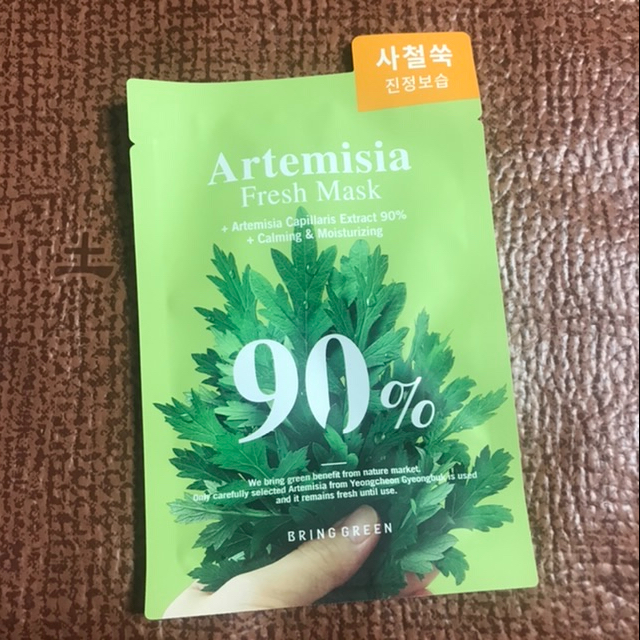 사철쑥
진정보습
Artemisia
Fresh Mask
+ Artemisia Capillaris Extract 90%
+ Calming & Moisturizing
90%
We bring green benefit from nature market.
Only carefully selected Artemisia from Yeongcheon Gyeongbuk is used
and it remains fresh until use.
BRING GREEN